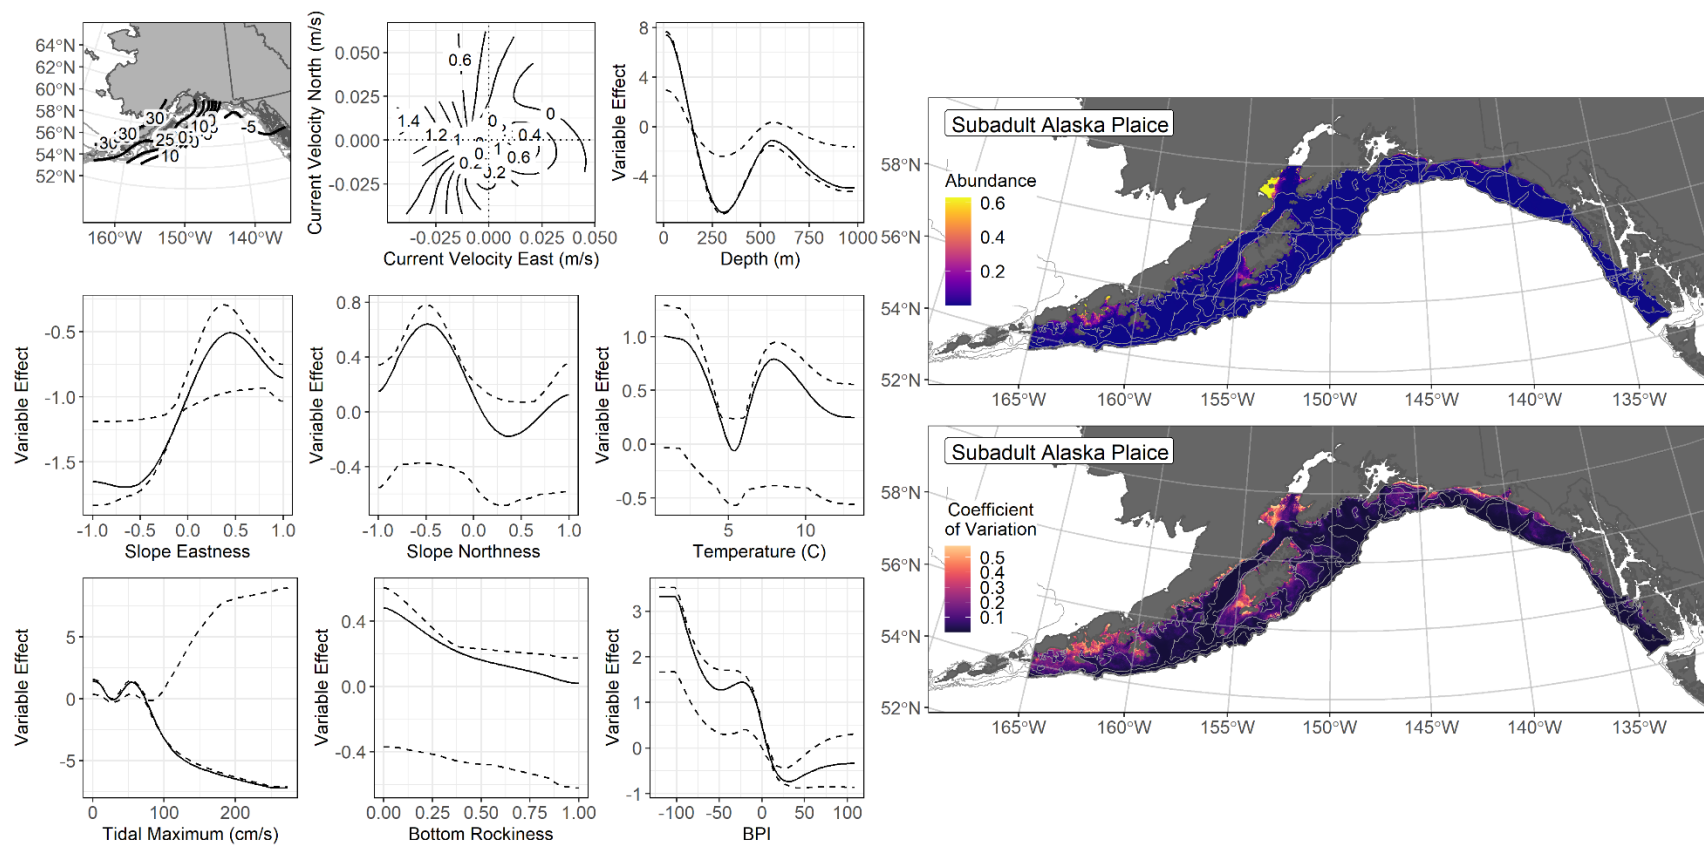 64°N
62°N
60°N
58°N
56°N
54°N
52°N
30
30
30
25
10
10
-5
160°W
150°W
140°W
Current Velocity North (m/s)
0.050
0.025
0.000
-0.025
0.6
0
1.4
1.2
1
0
0.4
1
0
0.6
0.2
-0.025
0.000
0.025
0.050
Current Velocity East (m/s)
Variable Effect
8
4
0
-4
0
250
500
750
1000
Depth (m)
Variable Effect
-0.5
-1.0
-1.5
-1.0
-0.5
0.0
0.5
1.0
Slope Eastness
Variable Effect
0.8
0.4
0.0
-0.4
-1.0
-0.5
0.0
0.5
1.0
Slope Northness
Variable Effect
1.0
0.5
0.0
-0.5
5
10
Temperature (C)
Variable Effect
5
0
-5
0
100
200
Tidal Maximum (cm/s)
Variable Effect
0.4
0.0
-0.4
0.00
0.25
0.50
0.75
1.00
Bottom Rockiness
Variable Effect
3
2
1
0
-1
-100
-50
0
50
100
BPI
Subadult Alaska Plaice
Abundance
0.6
0.4
0.2
58°N
56°N
54°N
52°N
165°W
160°W
155°W
150°W
145°W
140°W
135°W
Subadult Alaska Plaice
Coefficient
of Variation
0.5
0.4
0.3
0.2
0.1
58°N
56°N
54°N
52°N
165°W
160°W
155°W
150°W
145°W
140°W
135°W